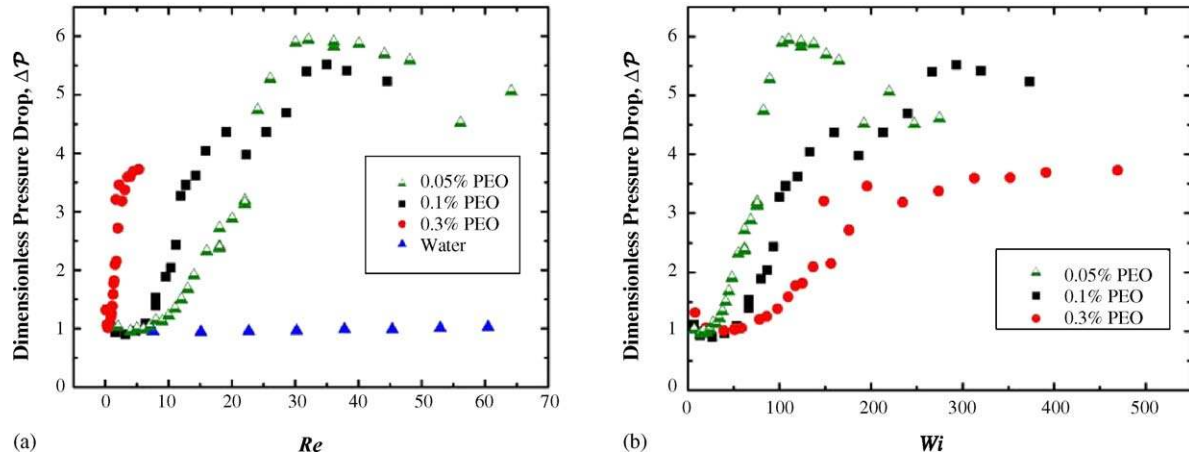 Dimensionless Pressure Drop, Δ𝒫
6
5
4
3
2
1
0
0 10 20 30 40 50 60 70
0.05% PEO
0.1% PEO
0.3% PEO
Water
(a)
Re
Dimensionless Pressure Drop, Δ𝒫
6
5
4
3
2
1
0
0 100 200 300 400 500
0.05% PEO
0.1% PEO
0.3% PEO
(b)
Wi